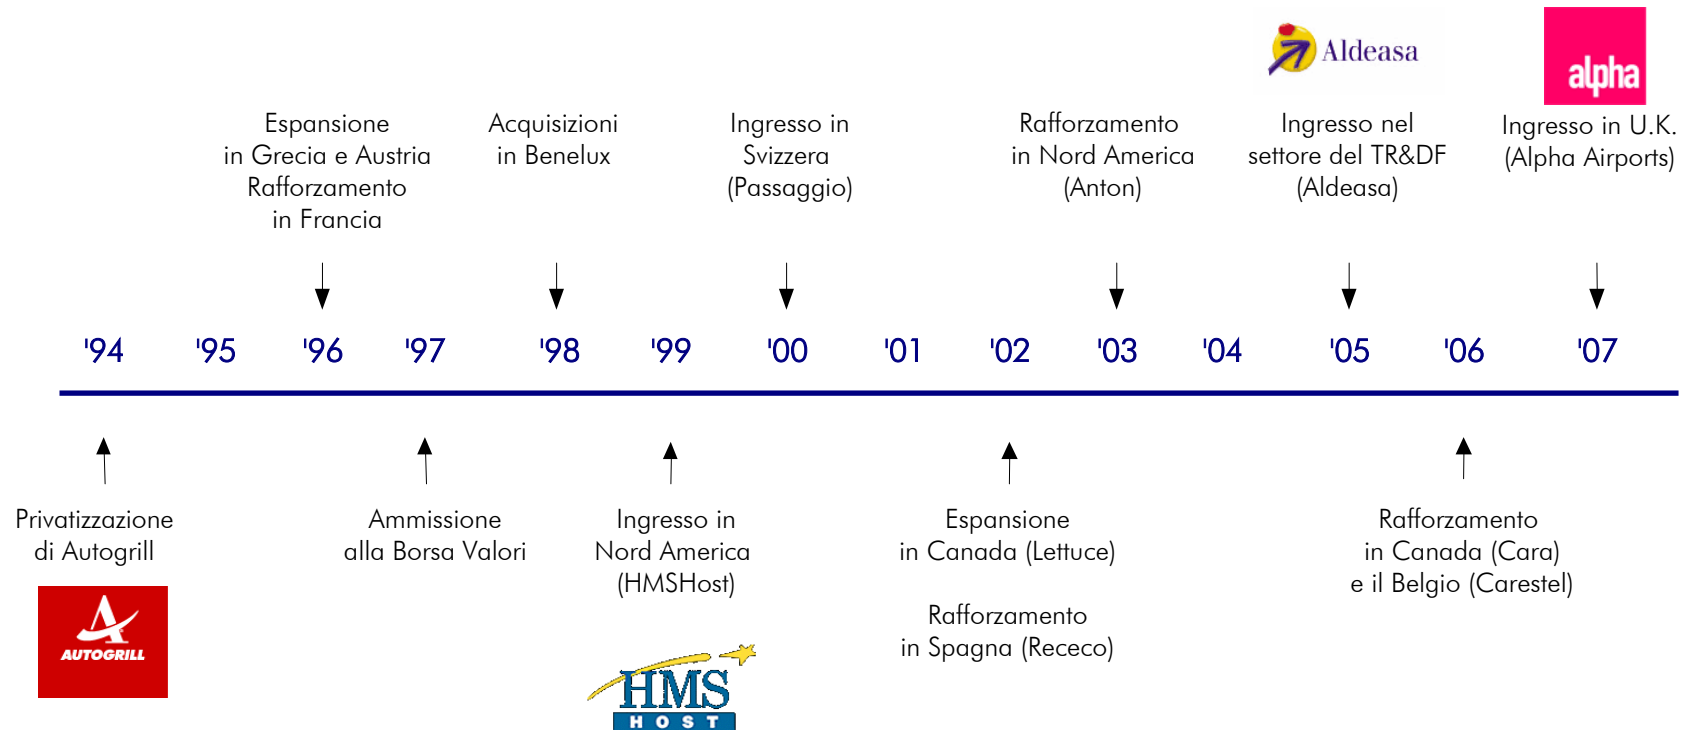 Aldeasa
alpha
Espansione
in Grecia e Austria
Rafforzamento
in Francia
Acquisizioni
in Benelux
Ingresso in
Svizzera
(Passaggio)
Rafforzamento
in Nord America
(Anton)
Ingresso nel
settore del TR&DF
(Aldeasa)
Ingresso in U.K.
(Alpha Airports)
'94 '95 '96 '97 '98 '99 '00 '01 '02 '03 '04 '05 '06 '07
Privatizzazione
di Autogrill
AUTOGRILL
Ammissione
alla Borsa Valori
Ingresso in
Nord America
(HMSHost)
HMS
HOST
Espansione
in Canada (Lettuce)
Rafforzamento
in Spagna (Receco)
Rafforzamento
in Canada (Cara)
e il Belgio (Carestel)